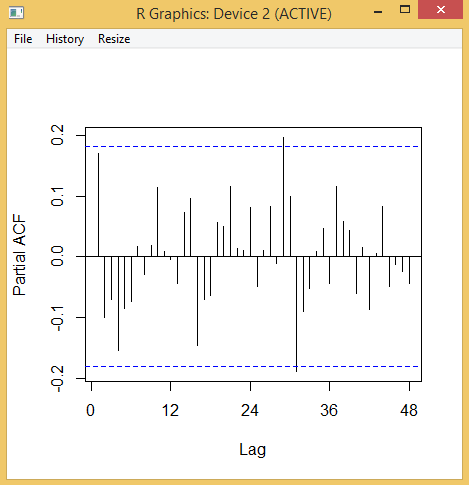 R Graphics: Device 2 (ACTIVE)
File History Resize
Partial ACF
0.2
0.1
0.0
-0.1
-0.2
0 12 24 36 48
Lag